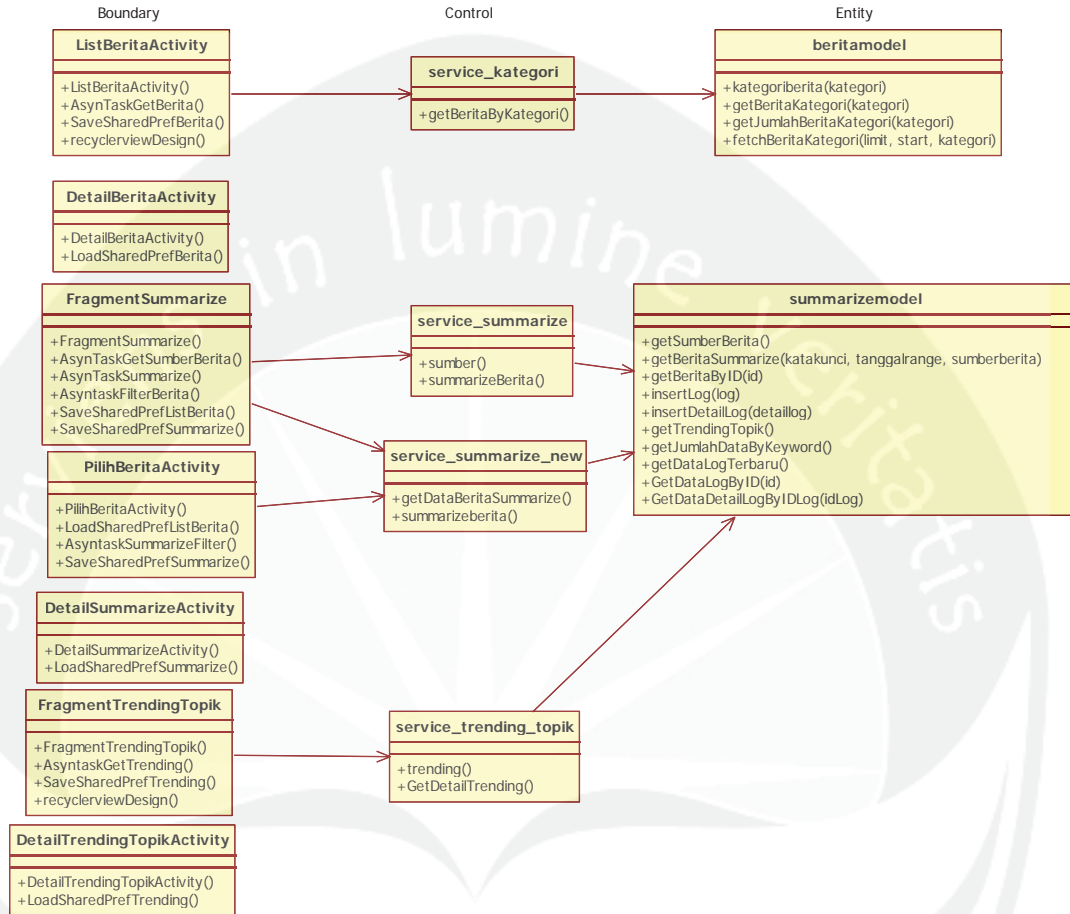 Boundary
Control
Entity
ListBeritaActivity
+ListBeritaActivity()
+AsynTaskGetBerita()
+SaveSharedPrefBerita()
+recyclerviewDesign()
service_kategori
+getBeritaByKategori()
beritamodel
+kategoriberita(kategori)
+getBeritaKategori(kategori)
+getJumlahBeritaKategori(kategori)
+fetchBeritaKategori(limit, start, kategori)
DetailBeritaActivity
+DetailBeritaActivity()
+LoadSharedPrefBerita()
FragmentSummarize
+FragmentSummarize()
+AsynTaskGetSumberBerita()
+AsynTaskSummarize()
+AsyntaskFilterBerita()
+SaveSharedPrefListBerita()
+SaveSharedPrefSummarize()
service_summarize
+sumber()
+summarizeBerita()
summarizemodel
+getSumberBerita()
+getBeritaSummarize(katakunci, tanggalrange, sumberberita)
+getBeritaByID(id)
+insertLog(log)
+insertDetailLog(detaillog)
+getTrendingTopik()
+getJumlahDataByKeyword()
+getDataLogTerbaru()
+GetDataLogByID(id)
+GetDataDetailLogByIDLog(idLog)
PilihBeritaActivity
+PilihBeritaActivity()
+LoadSharedPrefListBerita()
+AsyntaskSummarizeFilter()
+SaveSharedPrefSummarize()
service_summarize_new
+getDataBeritaSummarize()
+summarizeberita()
DetailSummarizeActivity
+DetailSummarizeActivity()
+LoadSharedPrefSummarize()
FragmentTrendingTopik
+FragmentTrendingTopik()
+AsyntaskGetTrending()
+SaveSharedPrefTrending()
+recyclerviewDesign()
service_trending_topik
+trending()
+GetDetailTrending()
DetailTrendingTopikActivity
+DetailTrendingTopikActivity()
+LoadSharedPrefTrending()
in lumine veritatis